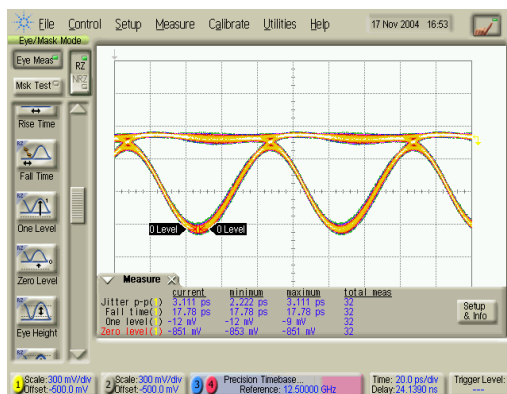 File Control Setup Measure Calibrate Utilities Help 17 Nov 2004 16:53
Eye/Mask Mode
Eye Meas
RZ
Msk Test
NRZ
Rise Time
Fall Time
One Level
Zero Level
Eye Height
0 Level 0 Level
Measure
current minimum maximum total meas
Jitter p-p(1) 3.111 ps 2.222 ps 3.111 ps 32
Fall time(1) 17.78 ps 17.78 ps 17.78 ps 32
One level(1) -12 mV -12 mV -9 mV 32
Zero level(1) -851 mV -853 mV -851 mV 32
Setup
& Info
1 Scale:300 mV/div
Offset:-500.0 mV
2 Scale:300 mV/div
Offset:-500.0 mV
3 4 Precision Timebase...
Reference: 12.50000 GHz
Time: 20.0 ps/div
Delay:24.1390 ns
Trigger Level:
---